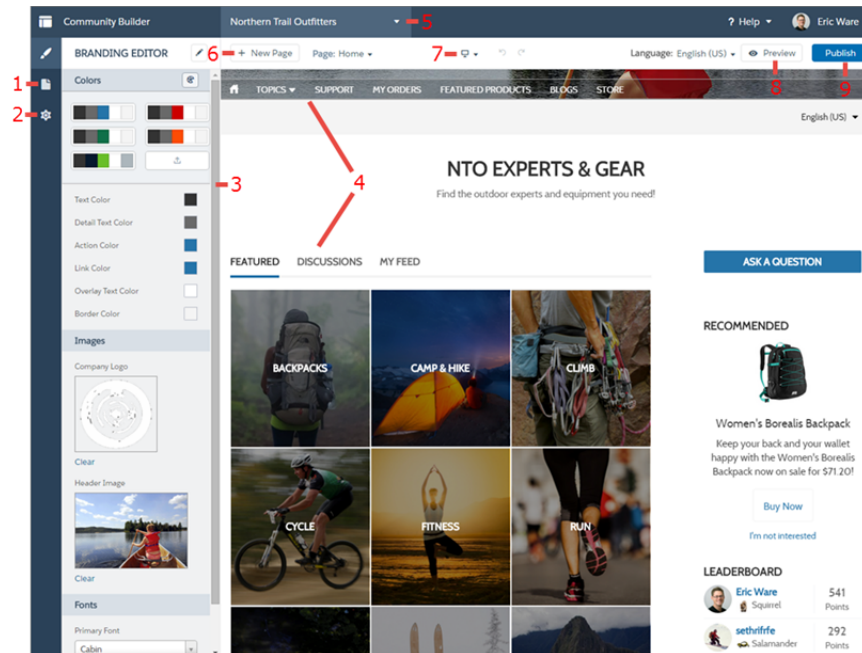 Community Builder
Northern Trail Outfitters
5
? Help
Eric Ware
BRANDING EDITOR
6
+ New Page
Page: Home
7
Language: English (US)
Preview
Publish
8
9
1
2
Colors
TOPICS
SUPPORT
MY ORDERS
FEATURED PRODUCTS
BLOGS
STORE
English (US)
3
4
NTO EXPERTS & GEAR
Find the outdoor experts and equipment you need!
Text Color
Detail Text Color
Action Color
Link Color
Overlay Text Color
Border Color
Images
Company Logo
Clear
Header Image
Clear
Fonts
Primary Font
Cabin
FEATURED
DISCUSSIONS
MY FEED
BACKPACKS
CAMP & HIKE
CLIMB
CYCLE
FITNESS
RUN
ASK A QUESTION
RECOMMENDED
Women's Borealis Backpack
Keep your back and your wallet
happy with the Women's Borealis
Backpack now on sale for $71.20!
Buy Now
I'm not interested
LEADERBOARD
Eric Ware
Squirrel
541
Points
sethrifrfe
Salamander
292
Points